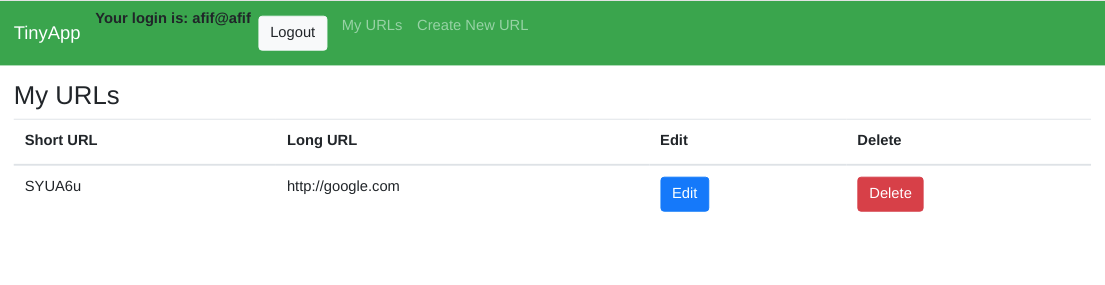 TinyApp Your login is: afif@afif Logout My URLs Create New URL
My URLs
Short URL Long URL Edit Delete
SYUA6u http://google.com Edit Delete